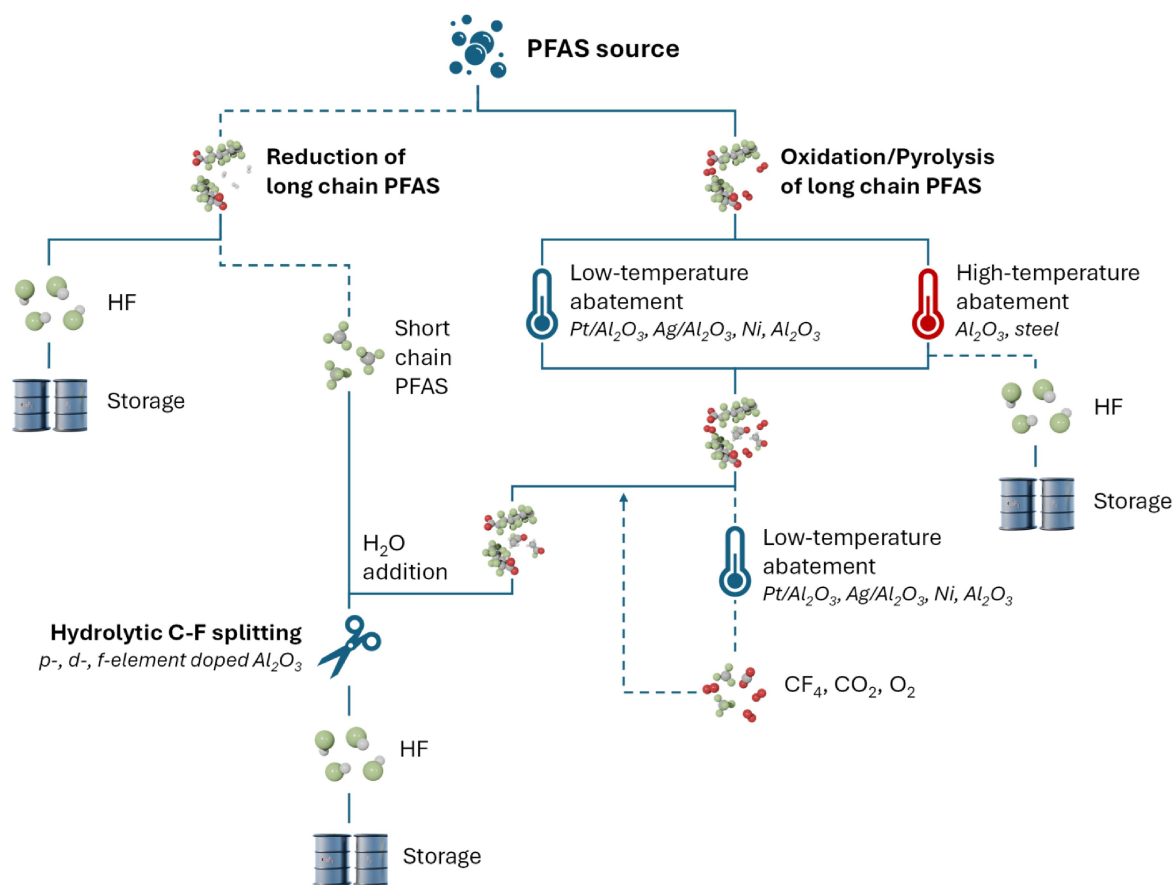 PFAS source
Reduction of
long chain PFAS
Oxidation/Pyrolysis
of long chain PFAS
HF
Storage
Short
chain
PFAS
Low-temperature
abatement
Pt/Al₂O₃, Ag/Al₂O₃, Ni, Al₂O₃
High-temperature
abatement
Al₂O₃, steel
HF
Storage
H₂O
addition
Low-temperature
abatement
Pt/Al₂O₃, Ag/Al₂O₃, Ni, Al₂O₃
Hydrolytic C-F splitting
p-, d-, f-element doped Al₂O₃
CF₄, CO₂, O₂
HF
Storage